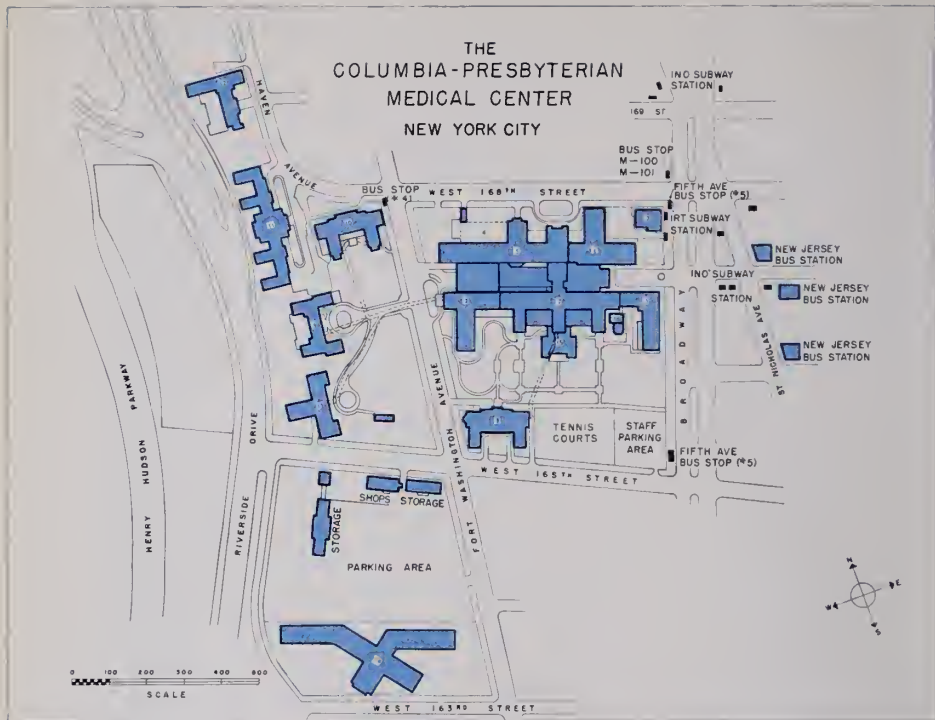 THE
COLUMBIA-PRESBYTERIAN
MEDICAL CENTER
NEW YORK CITY
IND SUBWAY
STATION
169 ST
BUS STOP
M-100
M-101
HAVEN
AVENUE
BUS STOP
(*4)
WEST 168TH STREET
FIFTH AVE
BUS STOP (*5)
IRT SUBWAY
STATION
NEW JERSEY
BUS STATION
IND SUBWAY
STATION
NEW JERSEY
BUS STATION
NEW JERSEY
BUS STATION
ST NICHOLAS AVE
BROADWAY
HENRY HUDSON PARKWAY
RIVERSIDE DRIVE
FORT WASHINGTON AVENUE
TENNIS
COURTS
STAFF
PARKING
AREA
FIFTH AVE
BUS STOP (*5)
WEST 165TH STREET
SHOPS
STORAGE
STORAGE
PARKING AREA
N
E
W
S
0 100 200 300 400
SCALE
WEST 163RD STREET